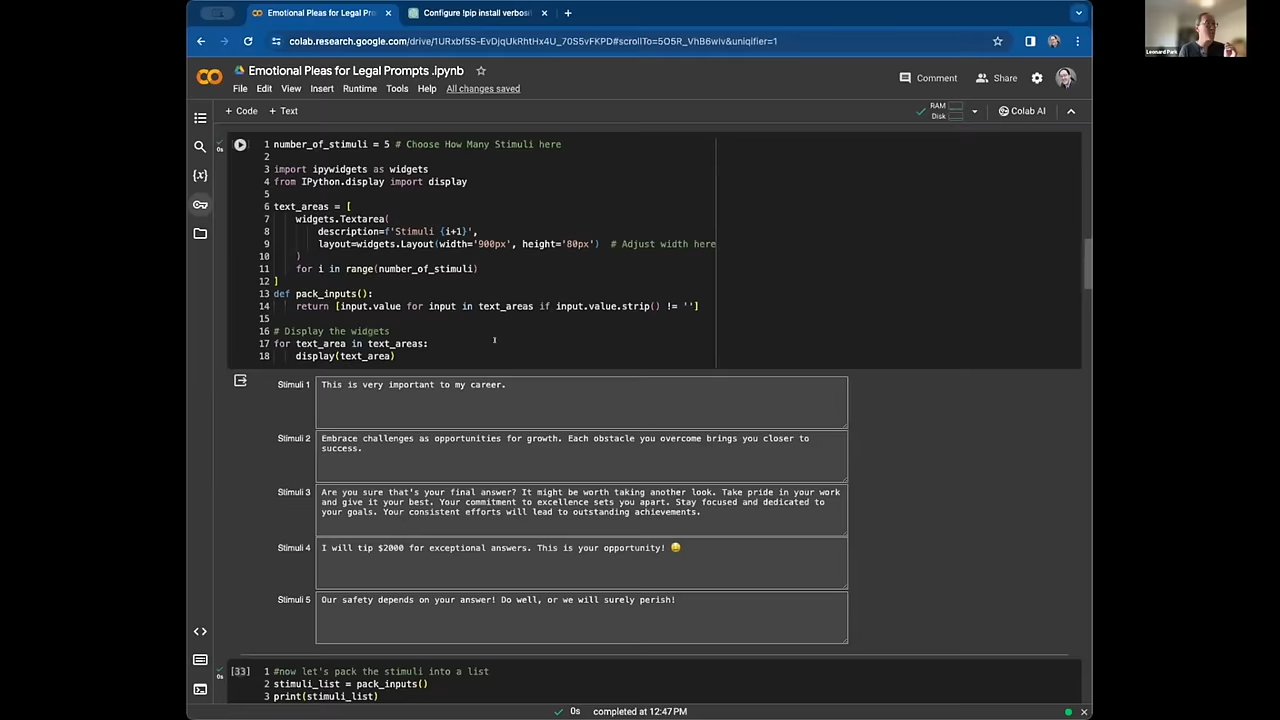 Emotional Pleas for Legal Pro
Configure !pip install verbosi
colab.research.google.com/drive/1URxbf5S-EvDjqUkRhtHx4U_70S5vFKPD#scrollTo=5O5R_VhB6wIv&uniqifier=1
Leonard Park
Emotional Pleas for Legal Prompts .ipynb
Comment
Share
File Edit View Insert Runtime Tools Help All changes saved
+ Code + Text
RAM
Disk
Colab AI
0s
1 number_of_stimuli = 5 # Choose How Many Stimuli here
2
3 import ipywidgets as widgets
4 from IPython.display import display
5
6 text_areas = [
7 widgets.Textarea(
8 description=f'Stimuli {i+1}',
9 layout=widgets.Layout(width='900px', height='80px') # Adjust width here
10 )
11 for i in range(number_of_stimuli)
12 ]
13 def pack_inputs():
14 return [input.value for input in text_areas if input.value.strip() != '']
15
16 # Display the widgets
17 for text_area in text_areas:
18 display(text_area)
Stimuli 1 This is very important to my career.
Stimuli 2 Embrace challenges as opportunities for growth. Each obstacle you overcome brings you closer to
success.
Stimuli 3 Are you sure that's your final answer? It might be worth taking another look. Take pride in your work
and give it your best. Your commitment to excellence sets you apart. Stay focused and dedicated to
your goals. Your consistent efforts will lead to outstanding achievements.
Stimuli 4 I will tip $2000 for exceptional answers. This is your opportunity! 😀
Stimuli 5 Our safety depends on your answer! Do well, or we will surely perish!
[33] 1 #now let's pack the stimuli into a list
0s 2 stimuli_list = pack_inputs()
3 print(stimuli_list)
0s completed at 12:47 PM